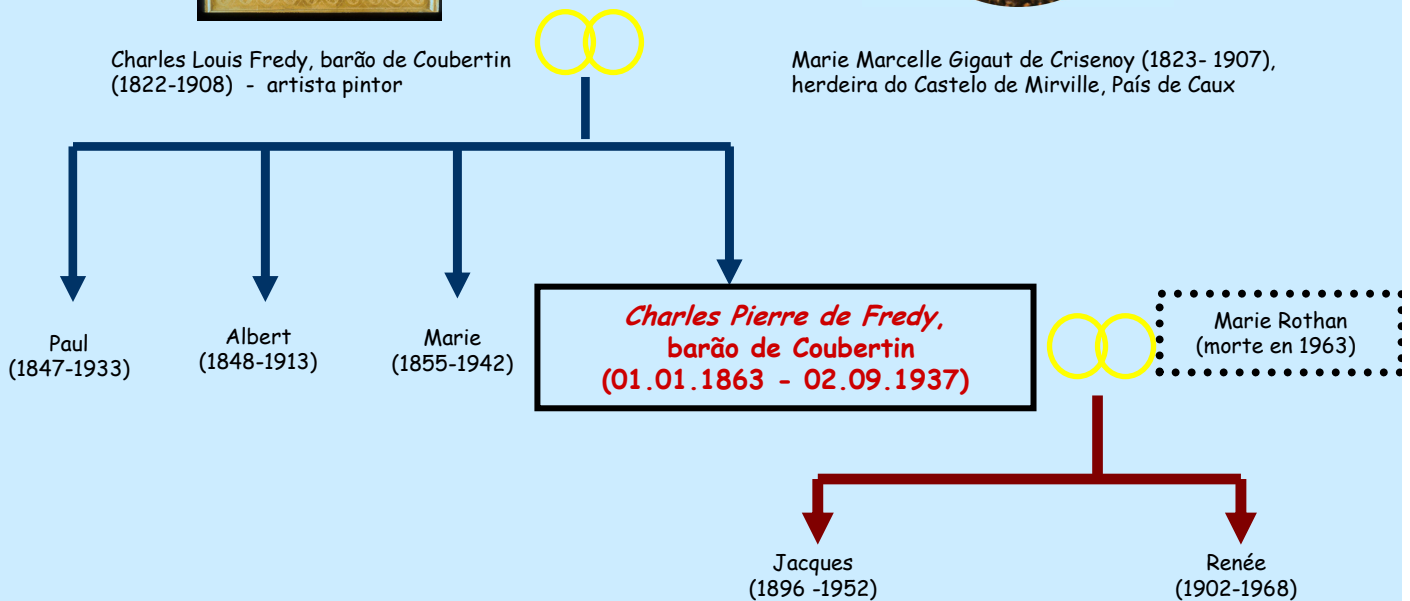 Charles Louis Fredy, barão de Coubertin
(1822-1908) - artista pintor
Marie Marcelle Gigaut de Crisenoy (1823- 1907),
herdeira do Castelo de Mirville, País de Caux
Paul
(1847-1933)
Albert
(1848-1913)
Marie
(1855-1942)
Charles Pierre de Fredy,
barão de Coubertin
(01.01.1863 - 02.09.1937)
Marie Rothan
(morte en 1963)
Jacques
(1896 -1952)
Renée
(1902-1968)